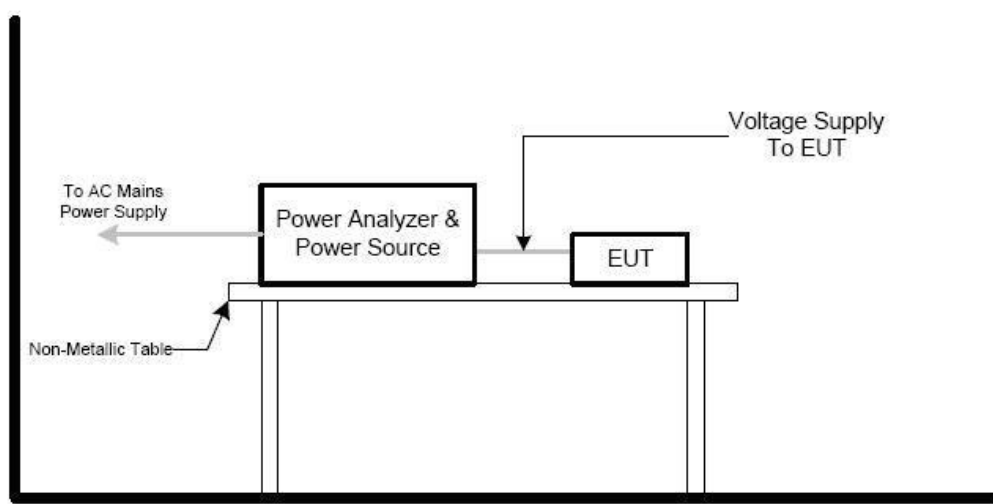 Voltage Supply
To EUT
To AC Mains
Power Supply
Power Analyzer &
Power Source
EUT
Non-Metallic Table